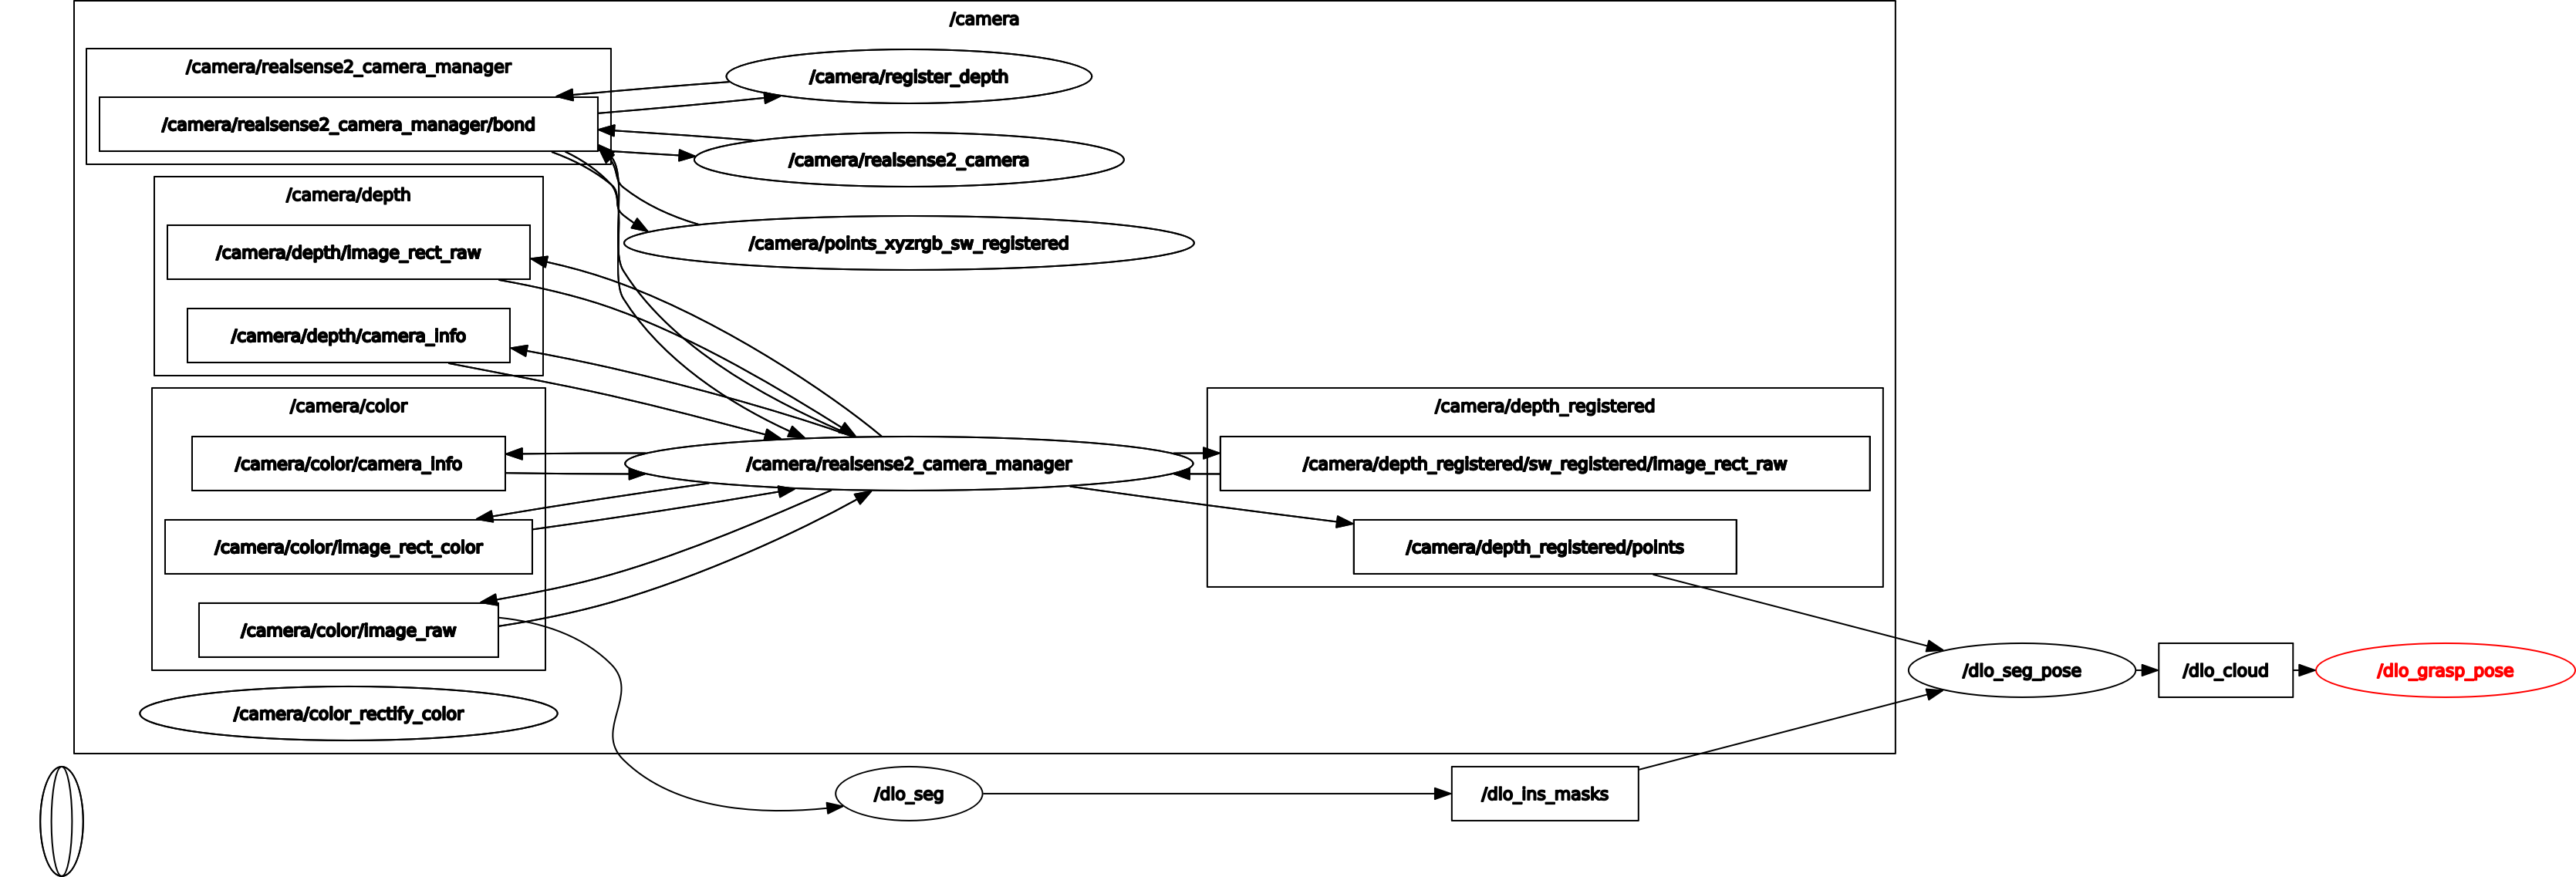 /camera
/camera/realsense2_camera_manager
/camera/register_depth
/camera/realsense2_camera_manager/bond
/camera/realsense2_camera
/camera/depth
/camera/depth/image_rect_raw
/camera/points_xyzrgb_sw_registered
/camera/depth/camera_info
/camera/color
/camera/depth_registered
/camera/color/camera_info
/camera/realsense2_camera_manager
/camera/depth_registered/sw_registered/image_rect_raw
/camera/color/image_rect_color
/camera/depth_registered/points
/camera/color/image_raw
/dlo_seg_pose
/dlo_cloud
/dlo_grasp_pose
/camera/color_rectify_color
/dlo_seg
/dlo_ins_masks